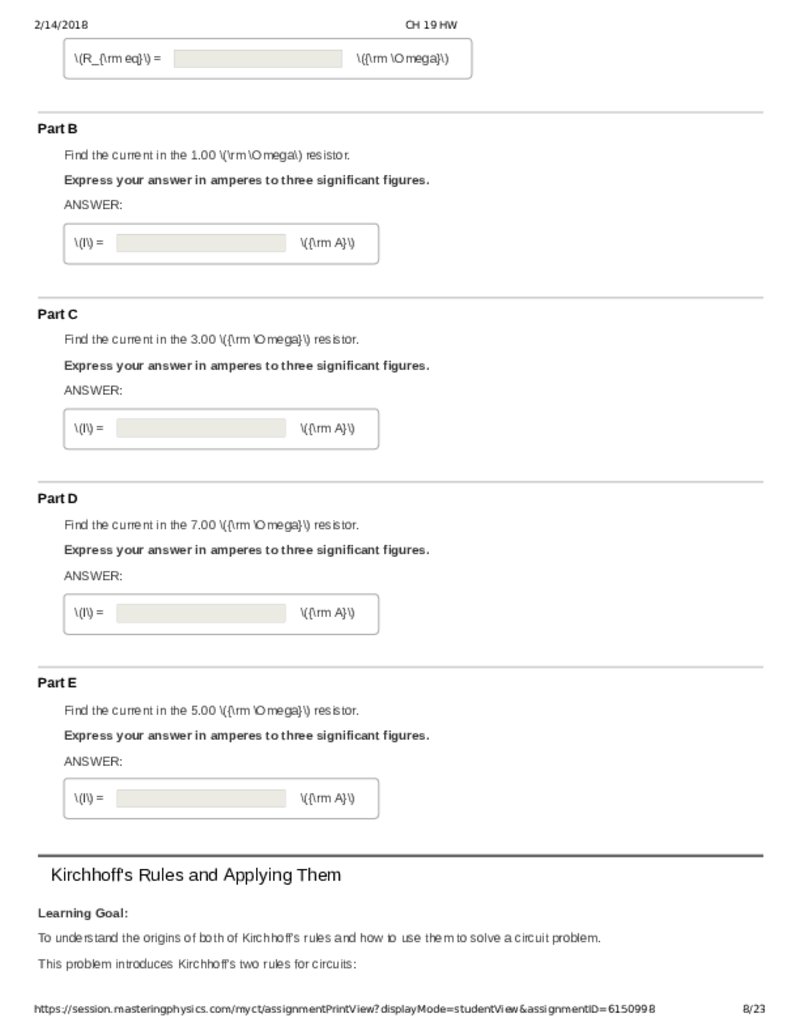 2/14/2018 CH 19 HW
\(R_{\rm eq}\) = \({\rm \Omega}\)
Part B
Find the current in the 1.00 \(\rm \Omega\) resistor.
Express your answer in amperes to three significant figures.
ANSWER:
\(I\) = \({\rm A}\)
Part C
Find the current in the 3.00 \({\rm \Omega}\) resistor.
Express your answer in amperes to three significant figures.
ANSWER:
\(I\) = \({\rm A}\)
Part D
Find the current in the 7.00 \({\rm \Omega}\) resistor.
Express your answer in amperes to three significant figures.
ANSWER:
\(I\) = \({\rm A}\)
Part E
Find the current in the 5.00 \({\rm \Omega}\) resistor.
Express your answer in amperes to three significant figures.
ANSWER:
\(I\) = \({\rm A}\)
Kirchhoff's Rules and Applying Them
Learning Goal:
To understand the origins of both of Kirchhoff's rules and how to use them to solve a circuit problem.
This problem introduces Kirchhoff's two rules for circuits:
https://session.masteringphysics.com/myct/assignmentPrintView?displayMode=studentView&assignmentID=6150998 8/23